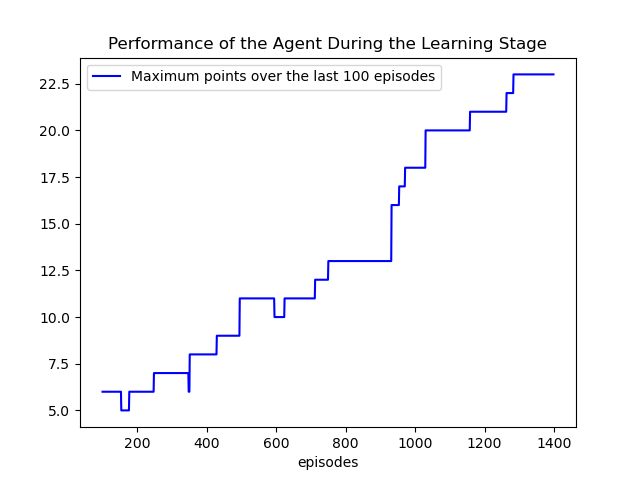 Performance of the Agent During the Learning Stage
Maximum points over the last 100 episodes
22.5
20.0
17.5
15.0
12.5
10.0
7.5
5.0
200 400 600 800 1000 1200 1400
episodes